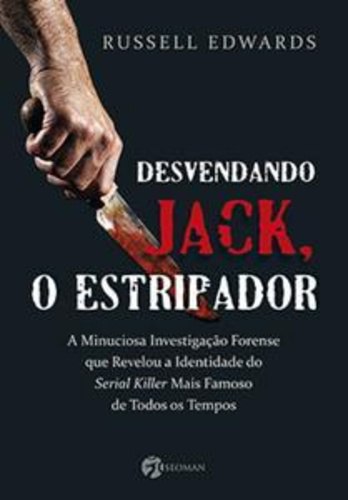 RUSSELL EDWARDS
DESVENDANDO
JACK,
O ESTRIPADOR
A Minuciosa Investigação Forense
que Revelou a Identidade do
Serial Killer Mais Famoso
de Todos os Tempos
SEOMAN